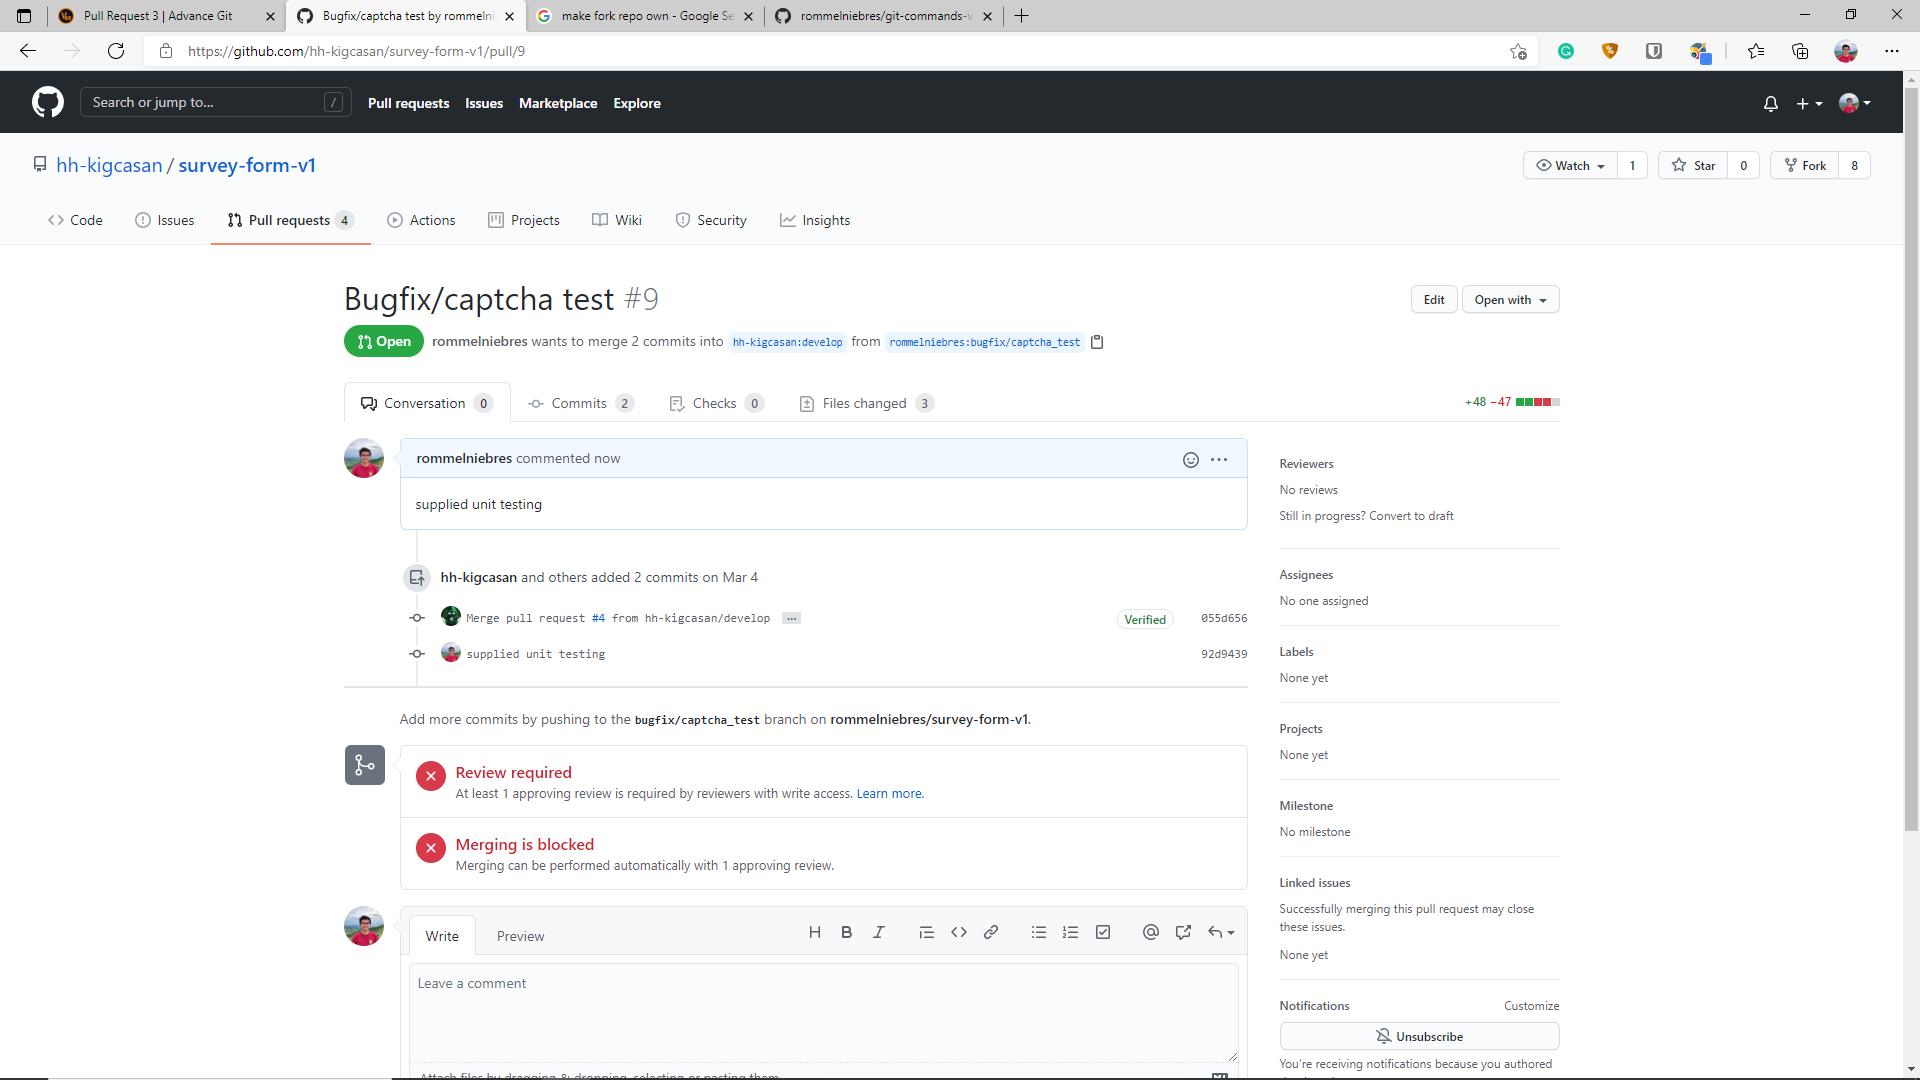 Pull Request 3 | Advance Git
Bugfix/captcha test by rommelni
make fork repo own - Google Se
rommelniebres/git-commands-v
https://github.com/hh-kigcasan/survey-form-v1/pull/9
Search or jump to...
/
Pull requests
Issues
Marketplace
Explore
hh-kigcasan / survey-form-v1
Watch 1
Star 0
Fork 8
Code
Issues
Pull requests 4
Actions
Projects
Wiki
Security
Insights
Bugfix/captcha test #9
Edit
Open with
Open
rommelniebres wants to merge 2 commits into hh-kigcasan:develop from rommelniebres:bugfix/captcha_test
Conversation 0
Commits 2
Checks 0
Files changed 3
+48 −47
rommelniebres commented now
supplied unit testing
hh-kigcasan and others added 2 commits on Mar 4
Merge pull request #4 from hh-kigcasan/develop ...
Verified
055d656
supplied unit testing
92d9439
Add more commits by pushing to the bugfix/captcha_test branch on rommelniebres/survey-form-v1.
Review required
At least 1 approving review is required by reviewers with write access. Learn more.
Merging is blocked
Merging can be performed automatically with 1 approving review.
Write
Preview
Leave a comment
Attach files by dragging & dropping, selecting or pasting them.
Reviewers
No reviews
Still in progress? Convert to draft
Assignees
No one assigned
Labels
None yet
Projects
None yet
Milestone
No milestone
Linked issues
Successfully merging this pull request may close
these issues.
None yet
Notifications
Customize
Unsubscribe
You're receiving notifications because you authored